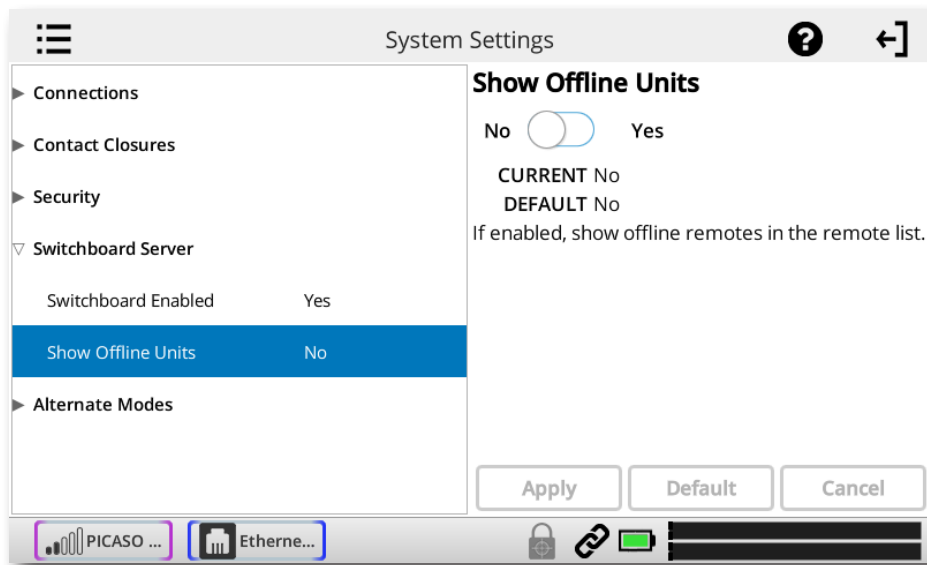 System Settings
Connections
Contact Closures
Security
Switchboard Server
Switchboard Enabled Yes
Show Offline Units No
Alternate Modes
Show Offline Units
No Yes
CURRENT No
DEFAULT No
If enabled, show offline remotes in the remote list.
Apply Default Cancel
PICASO ... Etherne...